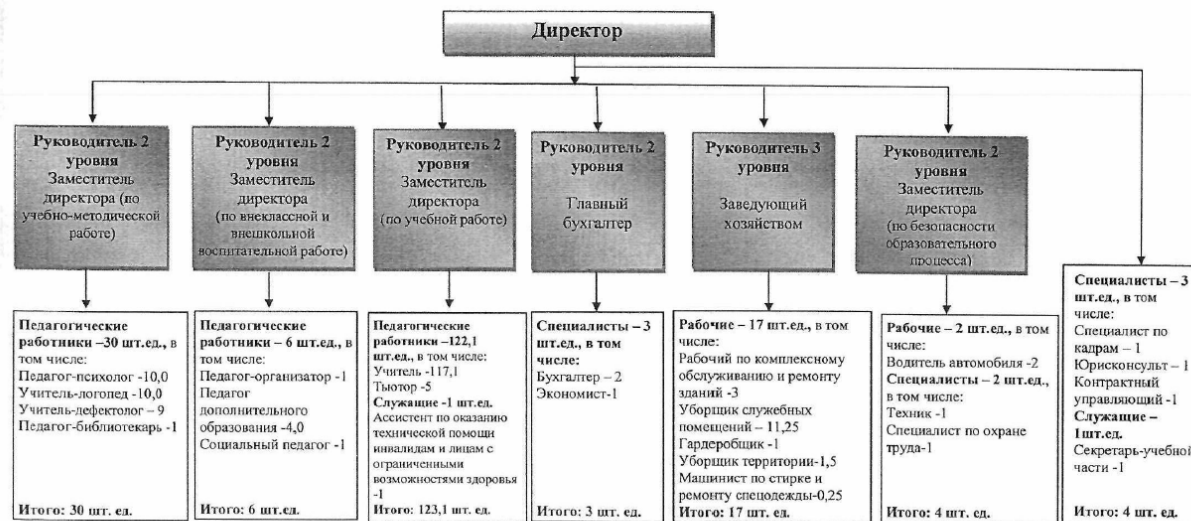 Директор
Руководитель 2
уровня
Заместитель
директора (по
учебно-методической
работе)
Руководитель 2
уровня
Заместитель
директора
(по внеклассной и
внешкольной
воспитательной работе)
Руководитель 2
уровня
Заместитель
директора
(по учебной работе)
Руководитель 2
уровня
Главный
бухгалтер
Руководитель 3
уровня
Заведующий
хозяйством
Руководитель 2
уровня
Заместитель
директора
(по безопасности
образовательного
процесса)
Педагогические
работники –30 шт.ед., в
том числе:
Педагог-психолог -10,0
Учитель-логопед -10,0
Учитель-дефектолог – 9
Педагог-библиотекарь -1
Итого: 30 шт. ед.
Педагогические
работники – 6 шт.ед., в
том числе:
Педагог-организатор -1
Педагог
дополнительного
образования -4,0
Социальный педагог -1
Итого: 6 шт. ед.
Педагогические
работники –122,1
шт.ед., в том числе:
Учитель -117,1
Тьютор -5
Служащие -1 шт.ед.
Ассистент по оказанию
технической помощи
инвалидам и лицам с
ограниченными
возможностями здоровья
-1
Итого: 123,1 шт. ед.
Специалисты – 3
шт.ед., в том
числе:
Бухгалтер – 2
Экономист-1
Итого: 3 шт. ед.
Рабочие – 17 шт.ед., в том
числе:
Рабочий по комплексному
обслуживанию и ремонту
зданий -3
Уборщик служебных
помещений – 11,25
Гардеробщик -1
Уборщик территории-1,5
Машинист по стирке и
ремонту спецодежды-0,25
Итого: 17 шт. ед.
Рабочие – 2 шт.ед., в том
числе:
Водитель автомобиля -2
Специалисты – 2 шт.ед.,
в том числе:
Техник -1
Специалист по охране
труда-1
Итого: 4 шт. ед.
Специалисты – 3
шт.ед., в том
числе:
Специалист по
кадрам – 1
Юрисконсульт – 1
Контрактный
управляющий -1
Служащие –
1шт.ед.
Секретарь-учебной
части -1
Итого: 4 шт. ед.